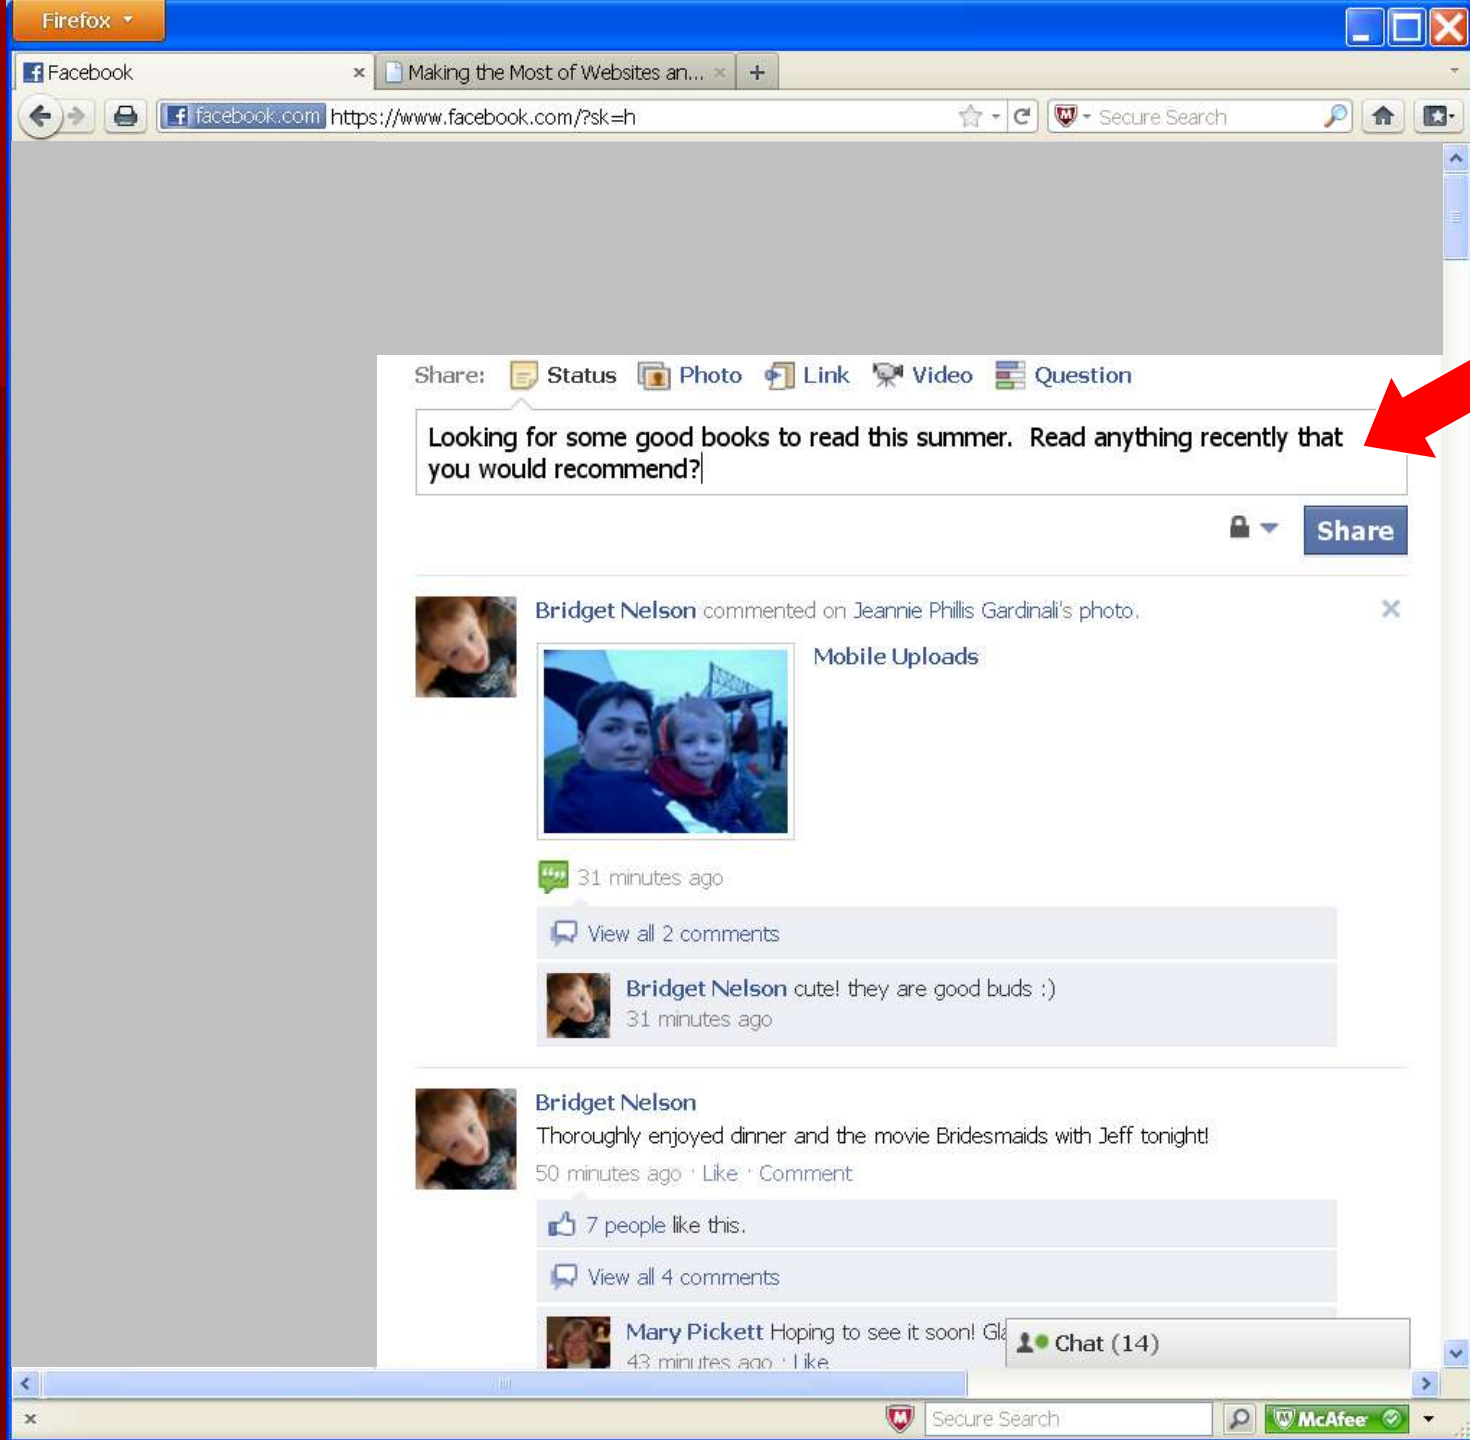 Firefox
Facebook
Making the Most of Websites an...
facebook.com https://www.facebook.com/?sk=h
Secure Search
Share: Status Photo Link Video Question
Looking for some good books to read this summer. Read anything recently that
you would recommend?
Share
Bridget Nelson commented on Jeannie Phillis Gardinali's photo.
Mobile Uploads
31 minutes ago
View all 2 comments
Bridget Nelson cute! they are good buds :)
31 minutes ago
Bridget Nelson
Thoroughly enjoyed dinner and the movie Bridesmaids with Jeff tonight!
50 minutes ago · Like · Comment
7 people like this.
View all 4 comments
Mary Pickett Hoping to see it soon!
43 minutes ago · Like
Chat (14)
Secure Search
McAfee